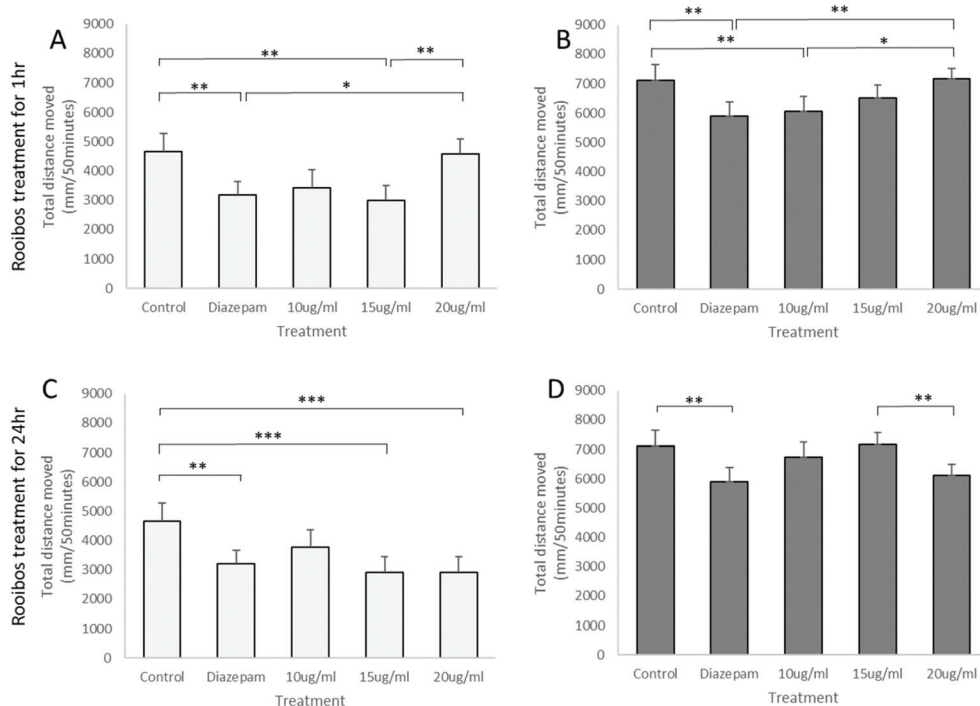 Rooibos treatment for 1hr
A
Total distance moved
(mm/50minutes)
9000
8000
7000
6000
5000
4000
3000
2000
1000
0
** **
** *
Control Diazepam 10ug/ml 15ug/ml 20ug/ml
Treatment
B
Total distance moved
(mm/50minutes)
9000
8000
7000
6000
5000
4000
3000
2000
1000
0
** **
** *
Control Diazepam 10ug/ml 15ug/ml 20ug/ml
Treatment
Rooibos treatment for 24hr
C
Total distance moved
(mm/50minutes)
9000
8000
7000
6000
5000
4000
3000
2000
1000
0
***
***
**
Control Diazepam 10ug/ml 15ug/ml 20ug/ml
Treatment
D
Total distance moved
(mm/50minutes)
9000
8000
7000
6000
5000
4000
3000
2000
1000
0
** **
Control Diazepam 10ug/ml 15ug/ml 20ug/ml
Treatment